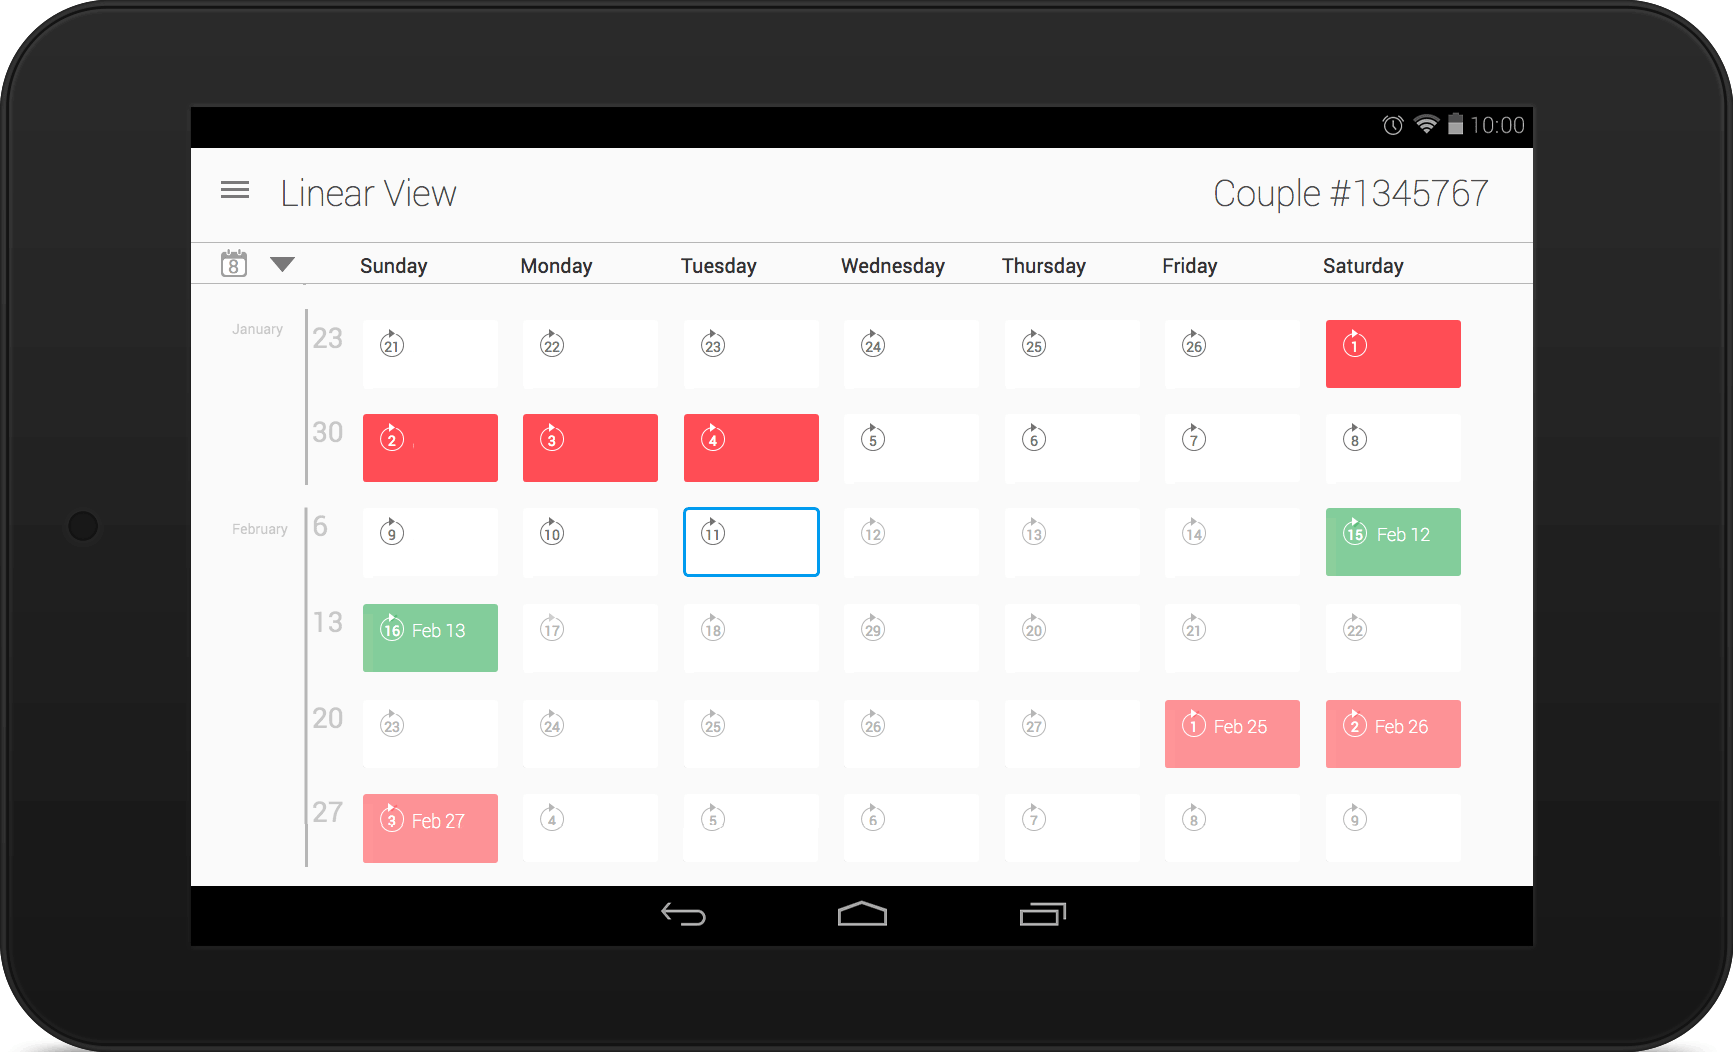 10:00
Linear View Couple #1345767
8 Sunday Monday Tuesday Wednesday Thursday Friday Saturday
January 23 21 22 23 24 25 26 1
30 2 3 4 5 6 7 8
February 6 9 10 11 12 13 14 15 Feb 12
13 16 Feb 13 17 18 29 20 21 22
20 23 24 25 26 27 1 Feb 25 2 Feb 26
27 3 Feb 27 4 5 6 7 8 9